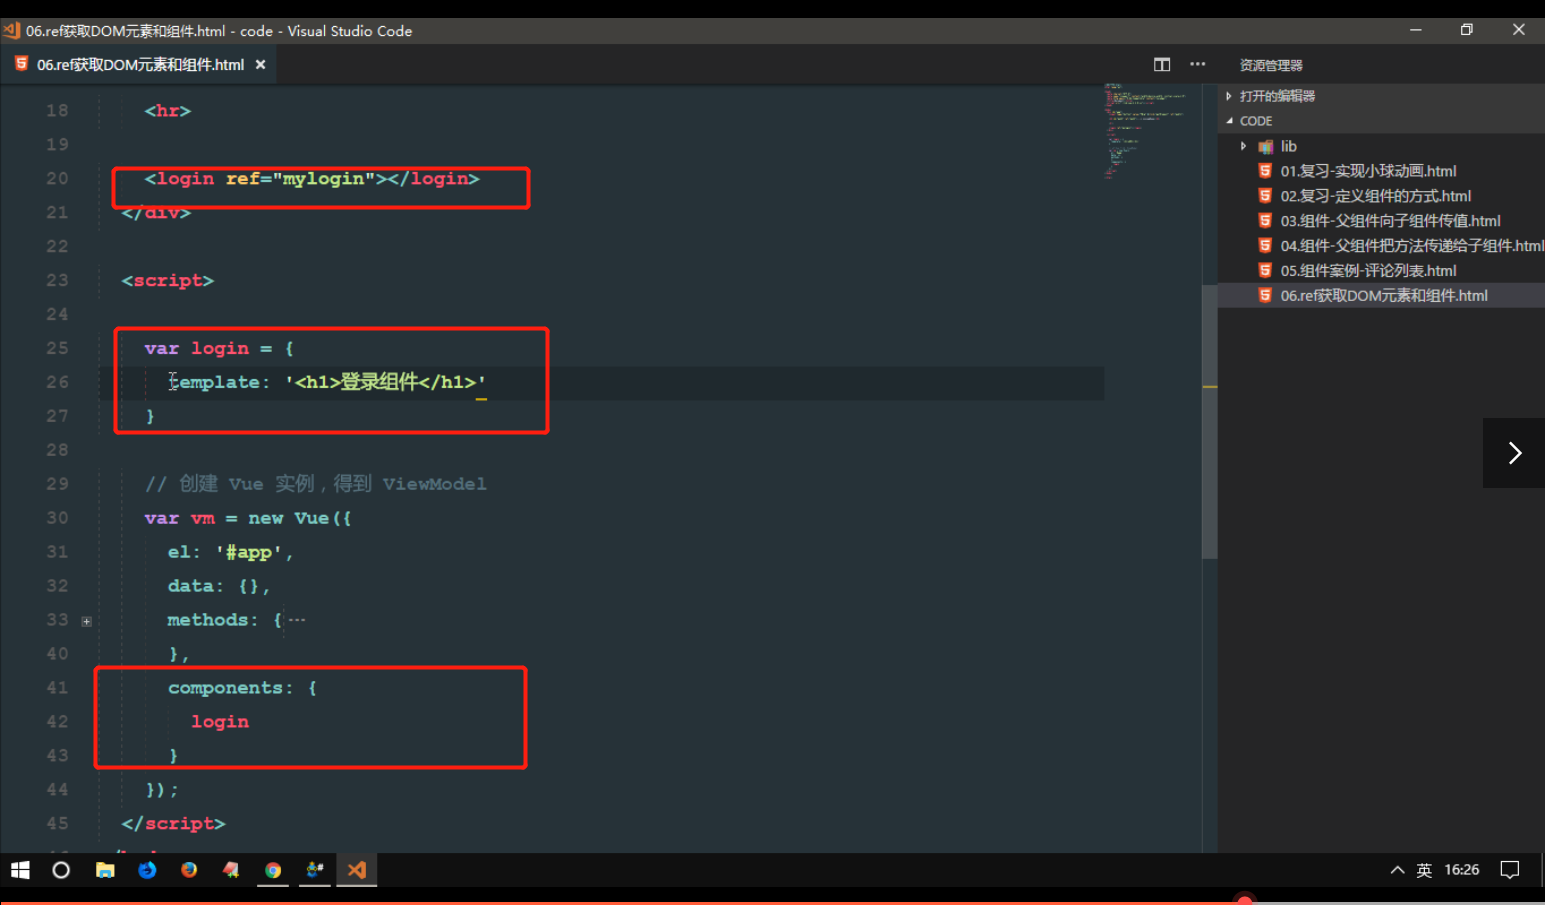 06.ref获取DOM元素和组件.html - code - Visual Studio Code
06.ref获取DOM元素和组件.html ×
18 <hr>
19
20 <login ref="mylogin"></login>
21 </div>
22
23 <script>
24
25 var login = {
26 template: '<h1>登录组件</h1>'
27 }
28
29 // 创建 Vue 实例，得到 ViewModel
30 var vm = new Vue({
31 el: '#app',
32 data: {},
33 methods: {···
40 },
41 components: {
42 login
43 }
44 });
45 </script>
资源管理器
打开的编辑器
CODE
lib
01.复习-实现小球动画.html
02.复习-定义组件的方式.html
03.组件-父组件向子组件传值.html
04.组件-父组件把方法传递给子组件.html
05.组件案例-评论列表.html
06.ref获取DOM元素和组件.html
英 16:26